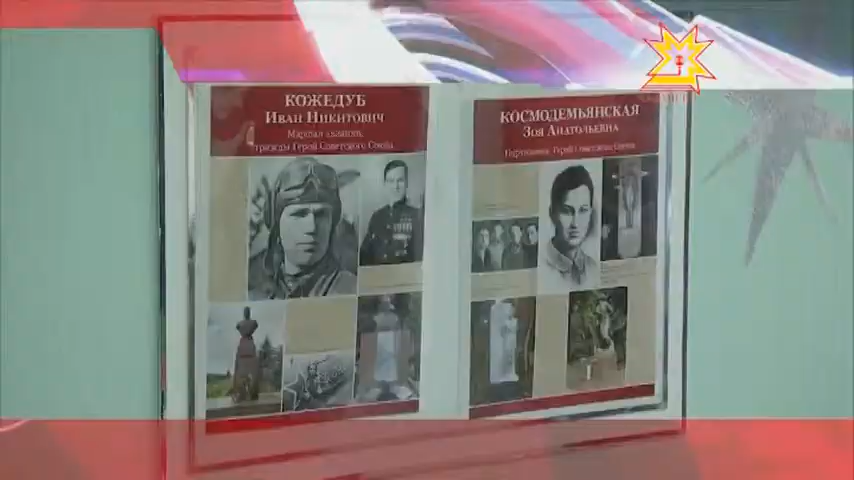 КОЖЕДУБ
Иван Никитович
Маршал авиации,
трижды Герой Советского Союза
КОСМОДЕМЬЯНСКАЯ
Зоя Анатольевна
Партизанка, Герой Советского Союза